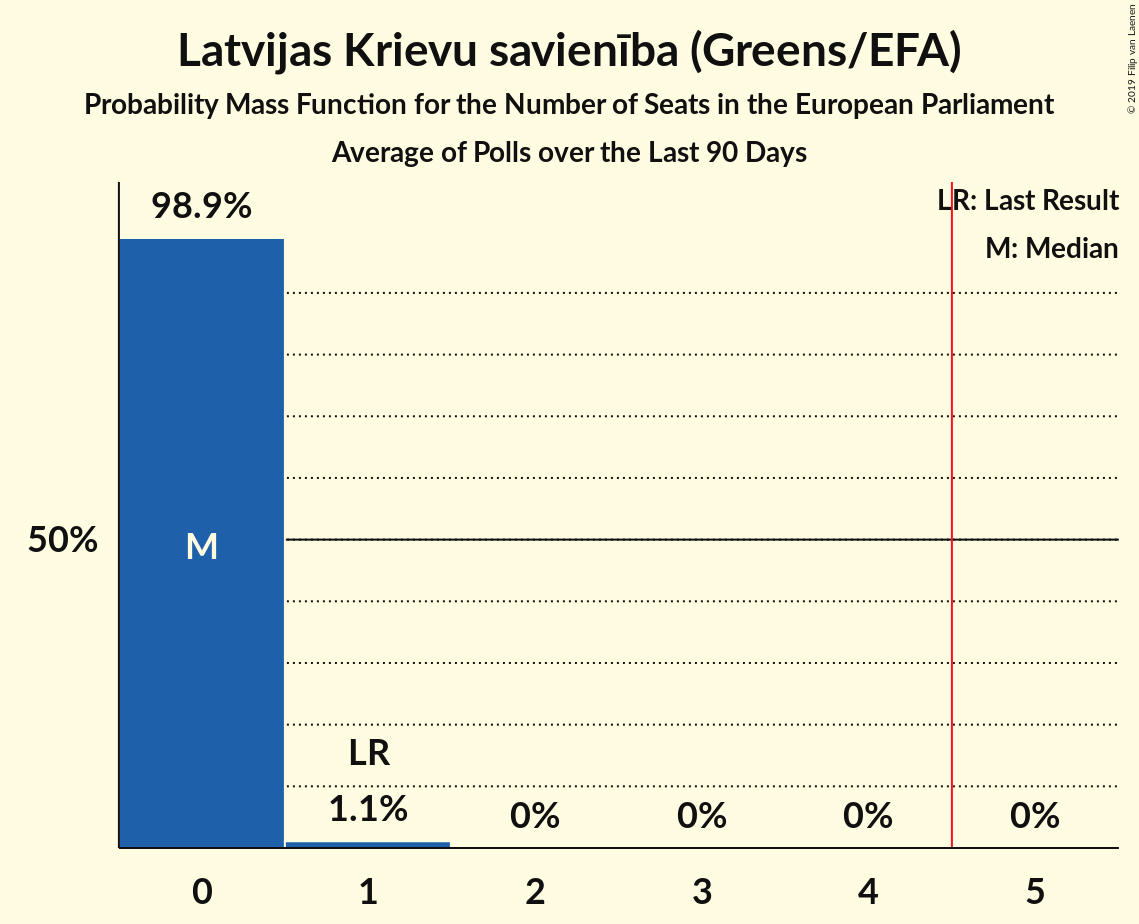 Latvijas Krievu savienība (Greens/EFA)
Probability Mass Function for the Number of Seats in the European Parliament
Average of Polls over the Last 90 Days
© 2019 Filip van Laenen
LR: Last Result
M: Median
98.9%
50%
M
LR
1.1%
0%
0%
0%
0%
0 1 2 3 4 5